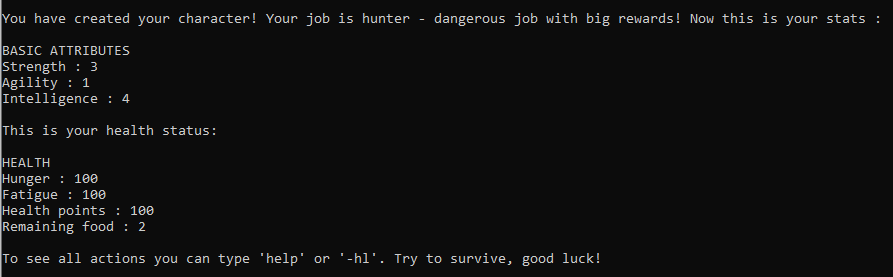 You have created your character! Your job is hunter - dangerous job with big rewards! Now this is your stats :
BASIC ATTRIBUTES
Strength : 3
Agility : 1
Intelligence : 4
This is your health status:
HEALTH
Hunger : 100
Fatigue : 100
Health points : 100
Remaining food : 2
To see all actions you can type 'help' or '-hl'. Try to survive, good luck!